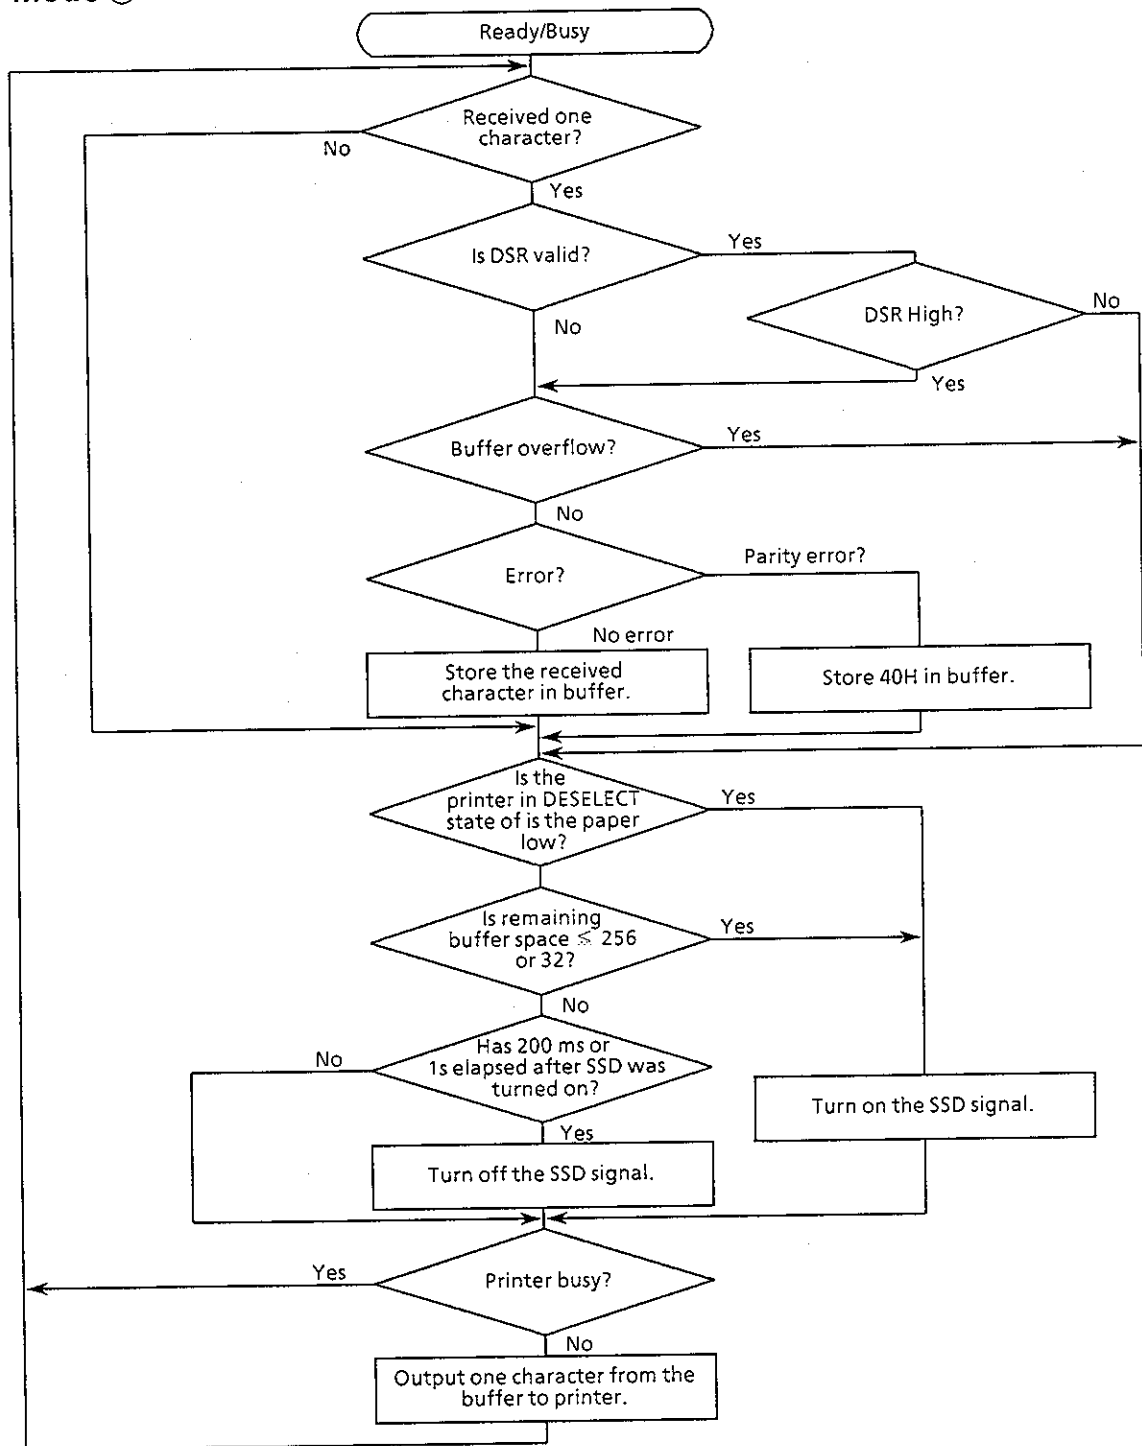 Ready/Busy
Received one
character?
No
Yes
Is DSR valid?
Yes
No
DSR High?
No
Yes
Buffer overflow?
Yes
No
Error?
Parity error?
No error
Store the received
character in buffer.
Store 40H in buffer.
Is the
printer in DESELECT
state of is the paper
low?
Yes
Is remaining
buffer space ≦ 256
or 32?
Yes
No
Has 200 ms or
1s elapsed after SSD was
turned on?
No
Yes
Turn on the SSD signal.
Turn off the SSD signal.
Printer busy?
Yes
No
Output one character from the
buffer to printer.